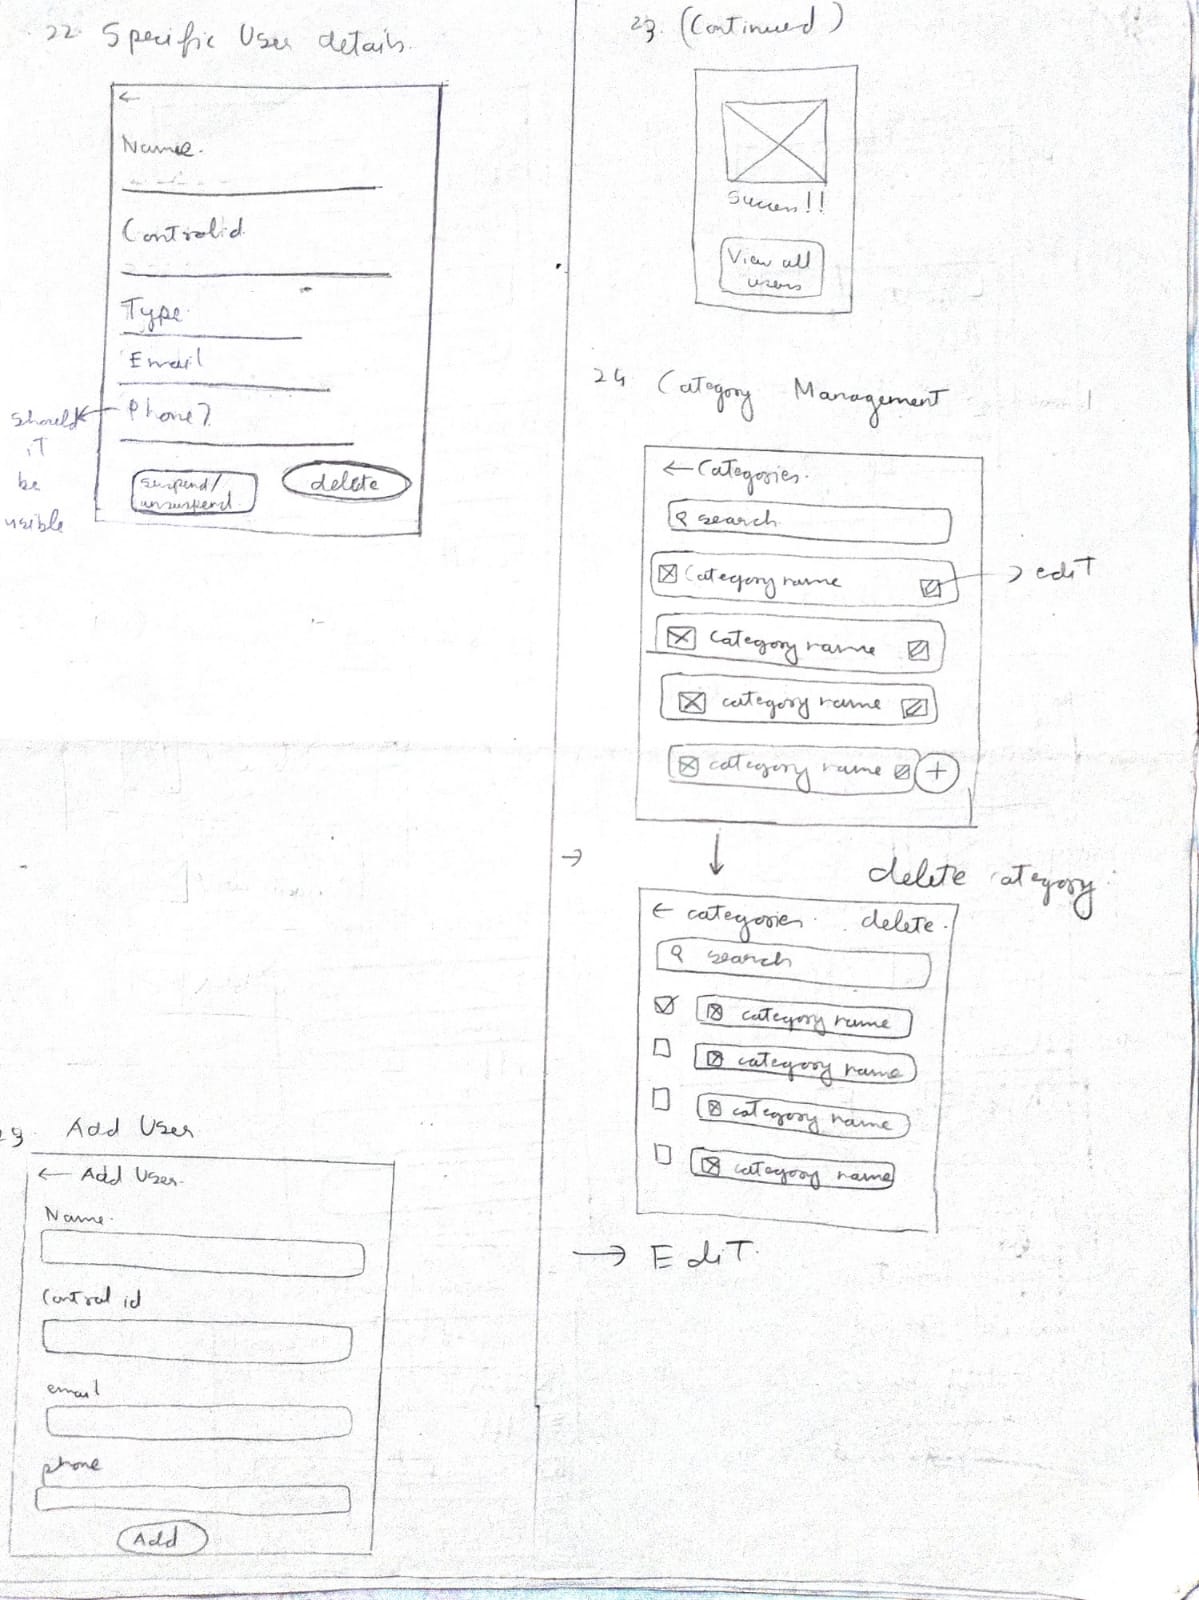 22. Specific User details.
←
Name.
Control id
Type.
Email
Phone?
should
it
be
visible
suspend/
unsuspend.
delete
23. Add User
← Add User.
Name.
Control id
email
phone
Add
23. (Continued)
Success!!
View all
users
24 Category Management
← Categories.
search
Category name
→ edit
Category name
category name
category name
+
→
delete category.
← categories. delete.
search
category name
category name
category name
category name
→ Edit.